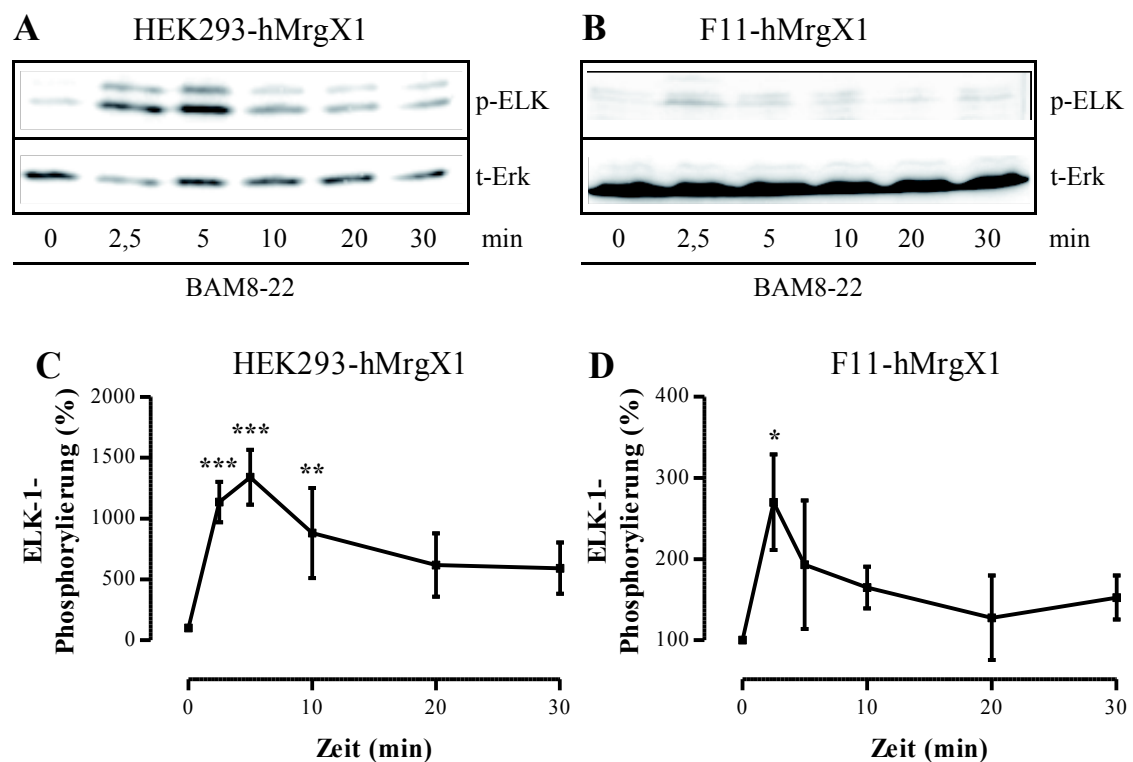 A HEK293-hMrgX1
p-ELK
t-Erk
0 2,5 5 10 20 30 min
BAM8-22
B F11-hMrgX1
p-ELK
t-Erk
0 2,5 5 10 20 30 min
BAM8-22
C HEK293-hMrgX1
ELK-1-
Phosphorylierung (%)
2000
1500
1000
500
0
***
***
**
0 10 20 30
Zeit (min)
D F11-hMrgX1
ELK-1-
Phosphorylierung (%)
400
300
200
100
*
0 10 20 30
Zeit (min)